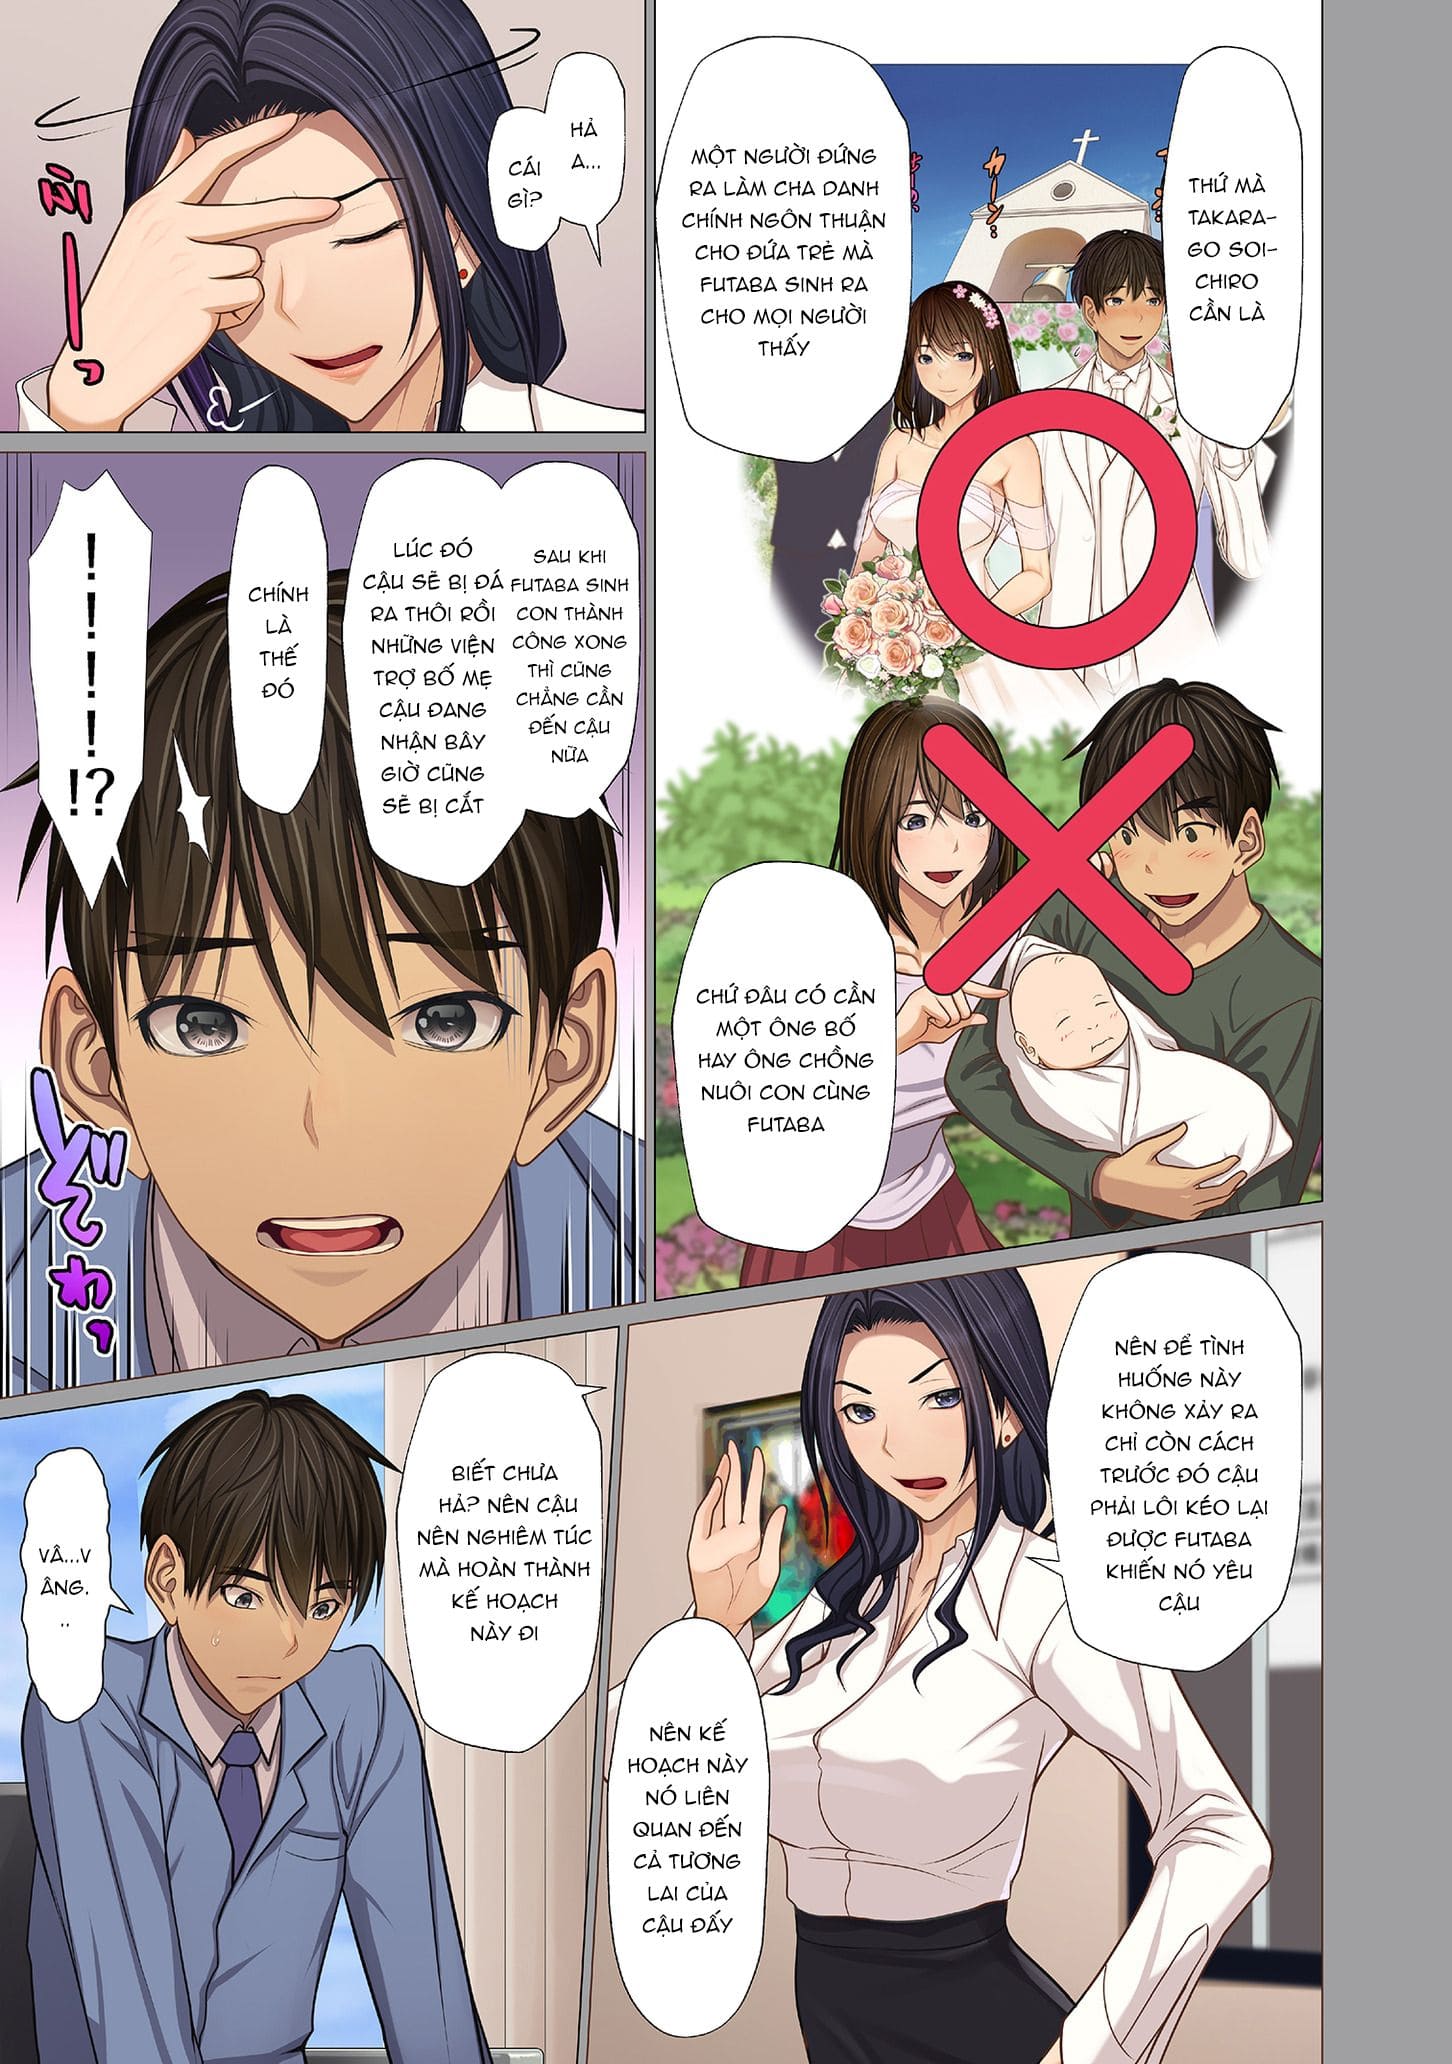 THỨ MÀ
TAKARA-
GO SOI-
CHIRO
CẦN LÀ
MỘT NGƯỜI ĐỨNG
RA LÀM CHA DANH
CHÍNH NGÔN THUẬN
CHO ĐỨA TRẺ MÀ
FUTABA SINH RA
CHO MỌI NGƯỜI
THẤY
CHỨ ĐÂU CÓ CẦN
MỘT ÔNG BỐ
HAY ÔNG CHỒNG
NUÔI CON CÙNG
FUTABA
HẢ
A...
CÁI
GÌ?
SAU KHI
FUTABA SINH
CON THÀNH
CÔNG XONG
THÌ CŨNG
CHẲNG CẦN
ĐẾN CẬU
NỮA
LÚC ĐÓ
CẬU SẼ BỊ ĐÁ
RA THÔI RỒI
NHỮNG VIỆN
TRỢ BỐ MẸ
CẬU ĐANG
NHẬN BÂY
GIỜ CŨNG
SẼ BỊ CẮT
CHÍNH
LÀ
THẾ
ĐÓ
!
!
!
!
!
!?
ぞわっ
NÊN ĐỂ TÌNH
HUỐNG NÀY
KHÔNG XẢY RA
CHỈ CÒN CÁCH
TRƯỚC ĐÓ CẬU
PHẢI LÔI KÉO LẠI
ĐƯỢC FUTABA
KHIẾN NÓ YÊU
CẬU
NÊN KẾ
HOẠCH NÀY
NÓ LIÊN
QUAN ĐẾN
CẢ TƯƠNG
LAI CỦA
CẬU ĐẤY
BIẾT CHƯA
HẢ? NÊN CẬU
NÊN NGHIÊM TÚC
MÀ HOÀN THÀNH
KẾ HOẠCH
NÀY ĐI
VÂ...V
ÂNG.
..